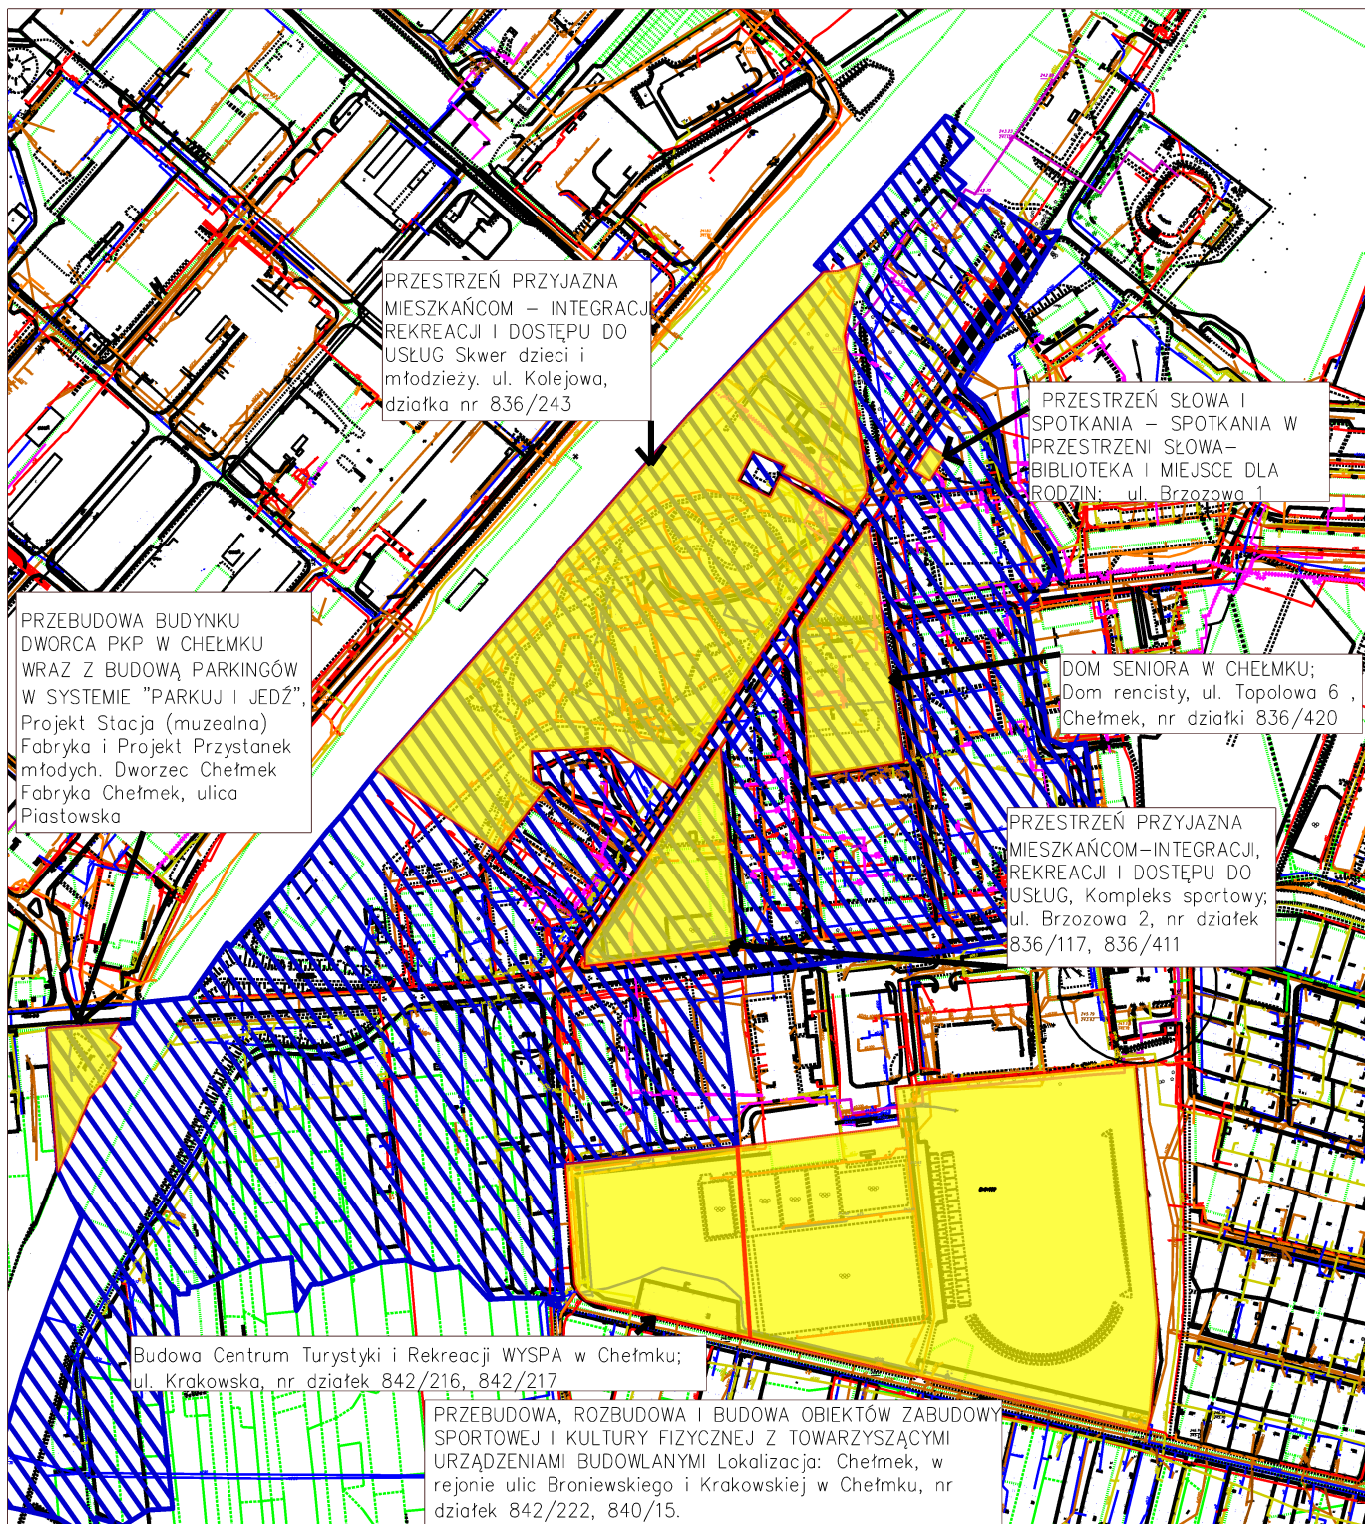 PRZESTRZEŃ PRZYJAZNA
MIESZKAŃCOM – INTEGRACJI
REKREACJI I DOSTĘPU DO
USŁUG Skwer dzieci i
młodzieży. ul. Kolejowa,
działka nr 836/243
PRZESTRZEŃ SŁOWA I
SPOTKANIA – SPOTKANIA W
PRZESTRZENI SŁOWA–
BIBLIOTEKA I MIEJSCE DLA
RODZIN; ul. Brzozowa 1
PRZEBUDOWA BUDYNKU
DWORCA PKP W CHEŁMKU
WRAZ Z BUDOWĄ PARKINGÓW
W SYSTEMIE "PARKUJ I JEDŹ",
Projekt Stacja (muzealna)
Fabryka i Projekt Przystanek
młodych. Dworzec Chełmek
Fabryka Chełmek, ulica
Piastowska
DOM SENIORA W CHEŁMKU;
Dom rencisty, ul. Topolowa 6 ,
Chełmek, nr działki 836/420
PRZESTRZEŃ PRZYJAZNA
MIESZKAŃCOM–INTEGRACJI,
REKREACJI I DOSTĘPU DO
USŁUG, Kompleks sportowy;
ul. Brzozowa 2, nr działek
836/117, 836/411
Budowa Centrum Turystyki i Rekreacji WYSPA w Chełmku;
ul. Krakowska, nr działek 842/216, 842/217
PRZEBUDOWA, ROZBUDOWA I BUDOWA OBIEKTÓW ZABUDOWY
SPORTOWEJ I KULTURY FIZYCZNEJ Z TOWARZYSZĄCYMI
URZĄDZENIAMI BUDOWLANYMI Lokalizacja: Chełmek, w
rejonie ulic Broniewskiego i Krakowskiej w Chełmku, nr
działek 842/222, 840/15.